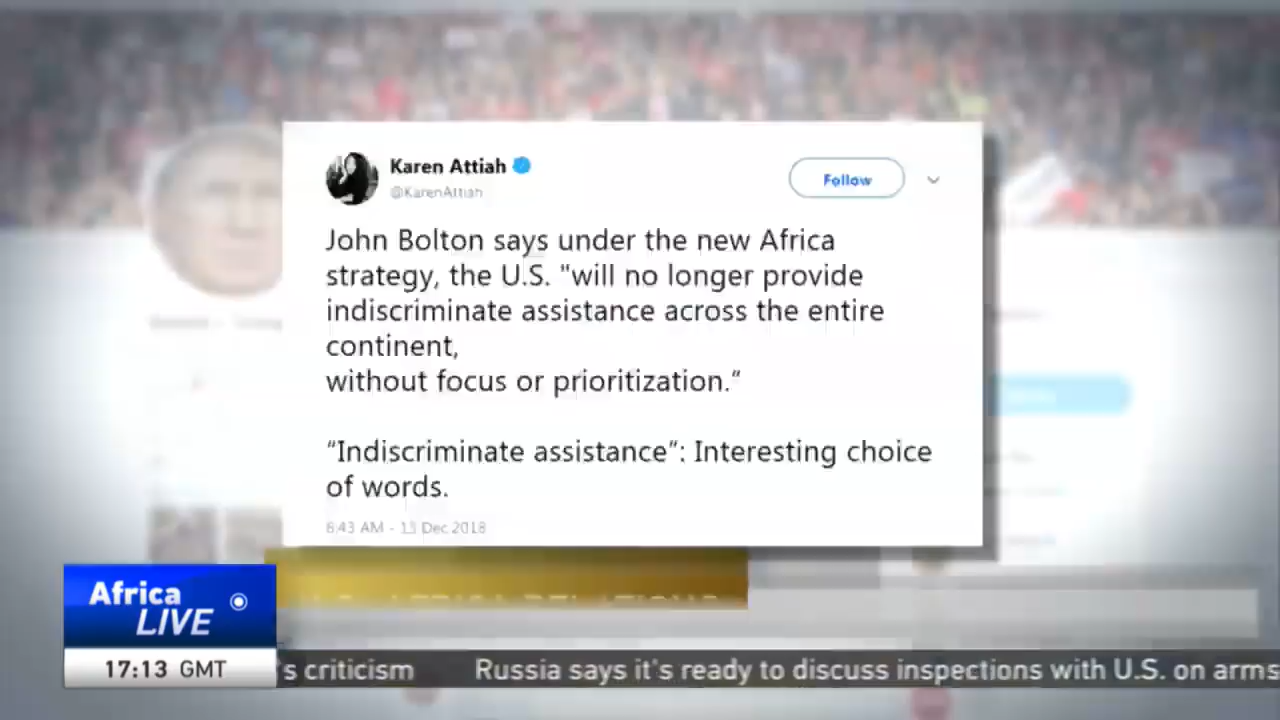 Karen Attiah
@KarenAttiah
Follow
John Bolton says under the new Africa
strategy, the U.S. "will no longer provide
indiscriminate assistance across the entire
continent,
without focus or prioritization.”
“Indiscriminate assistance”: Interesting choice
of words.
6:43 AM - 13 Dec 2018
Africa
LIVE
17:13 GMT
's criticism
Russia says it's ready to discuss inspections with U.S. on arms